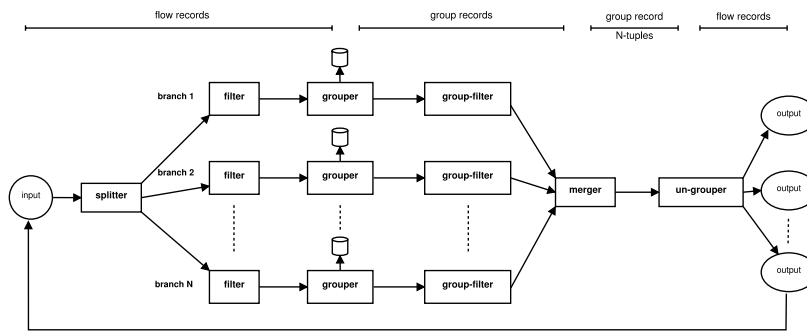 flow records
group records
group record
N-tuples
flow records
branch 1
filter
grouper
group-filter
output
branch 2
filter
grouper
group-filter
input
splitter
merger
un-grouper
output
branch N
filter
grouper
group-filter
output